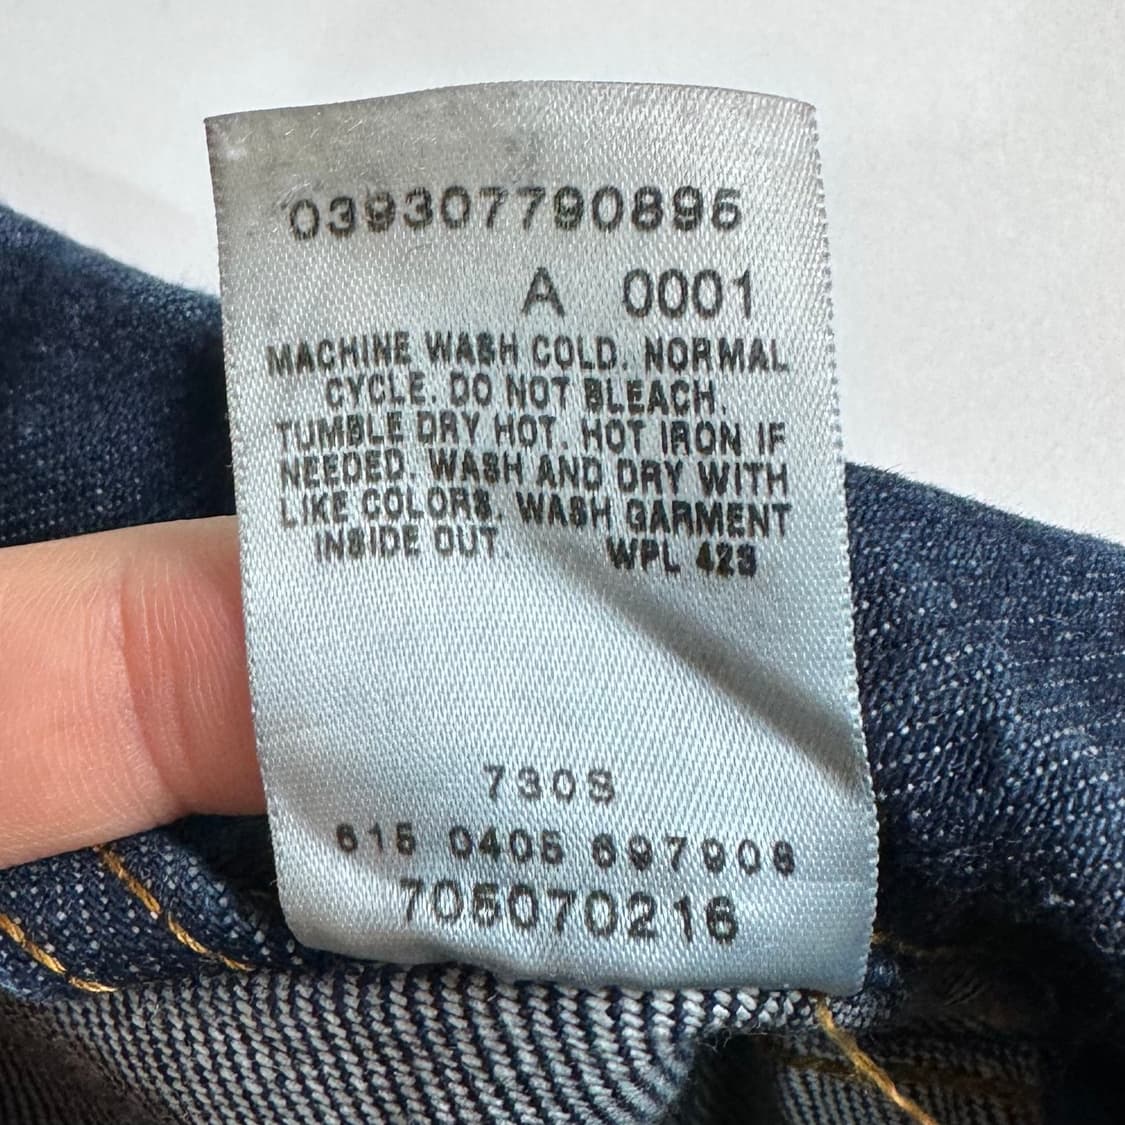 039307790895
A 0001
MACHINE WASH COLD. NORMAL
CYCLE. DO NOT BLEACH.
TUMBLE DRY HOT. HOT IRON IF
NEEDED. WASH AND DRY WITH
LIKE COLORS. WASH GARMENT
INSIDE OUT. WPL 423
730S
615 0405 697906
705070216